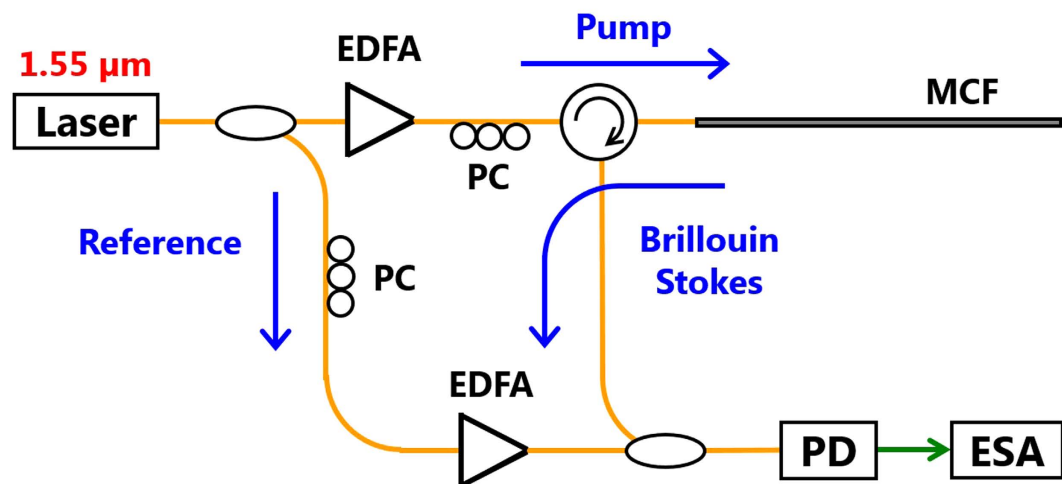 Pump
EDFA
1.55 µm
MCF
Laser
PC
Reference
Brillouin
Stokes
PC
EDFA
PD
ESA